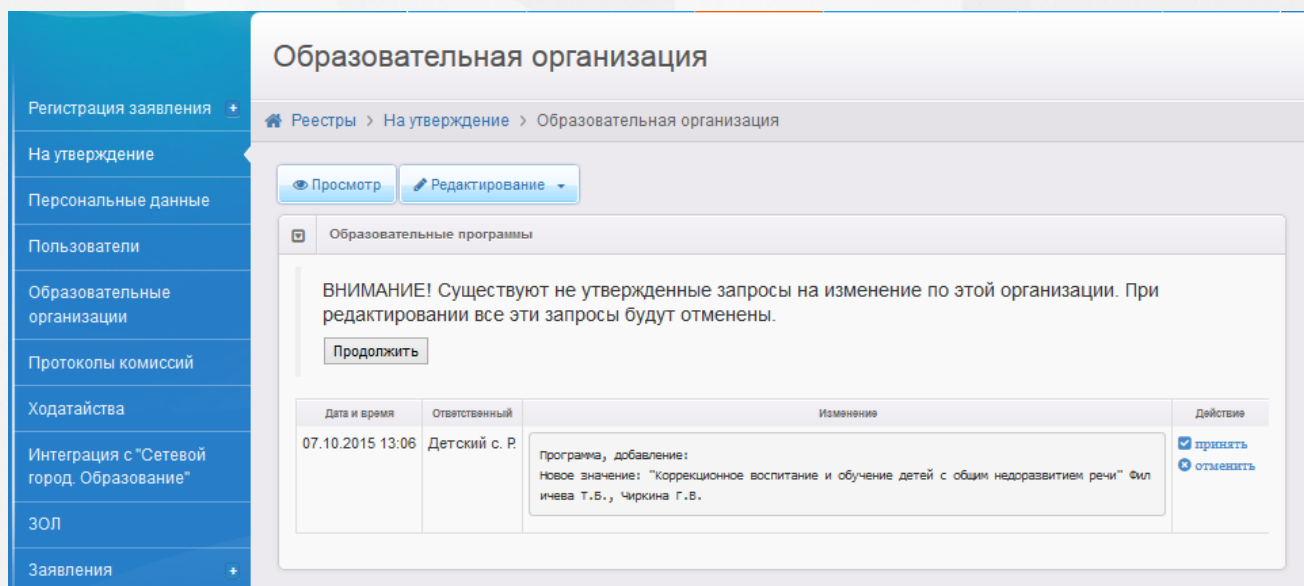 Образовательная организация
Регистрация заявления
Реестры > На утверждение > Образовательная организация
На утверждение
Просмотр
Редактирование
Персональные данные
Образовательные программы
Пользователи
ВНИМАНИЕ! Существуют не утвержденные запросы на изменение по этой организации. При
редактировании все эти запросы будут отменены.
Образовательные
организации
Продолжить
Протоколы комиссий
Ходатайства
Дата и время Ответственный Изменение Действие
07.10.2015 13:06 Детский с. Р.
Программа, добавление:
Новое значение: "Коррекционное воспитание и обучение детей с общим недоразвитием речи" Фил
ичева Т.Б., Чиркина Г.В.
принять
отменить
Интеграция с "Сетевой
город. Образование"
ЗОЛ
Заявления